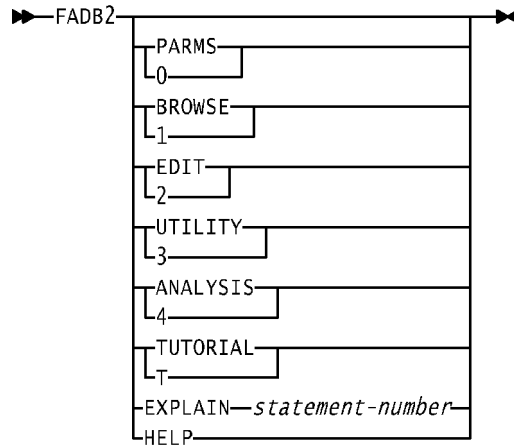 FADB2
PARMS
0
BROWSE
1
EDIT
2
UTILITY
3
ANALYSIS
4
TUTORIAL
T
EXPLAIN statement-number
HELP